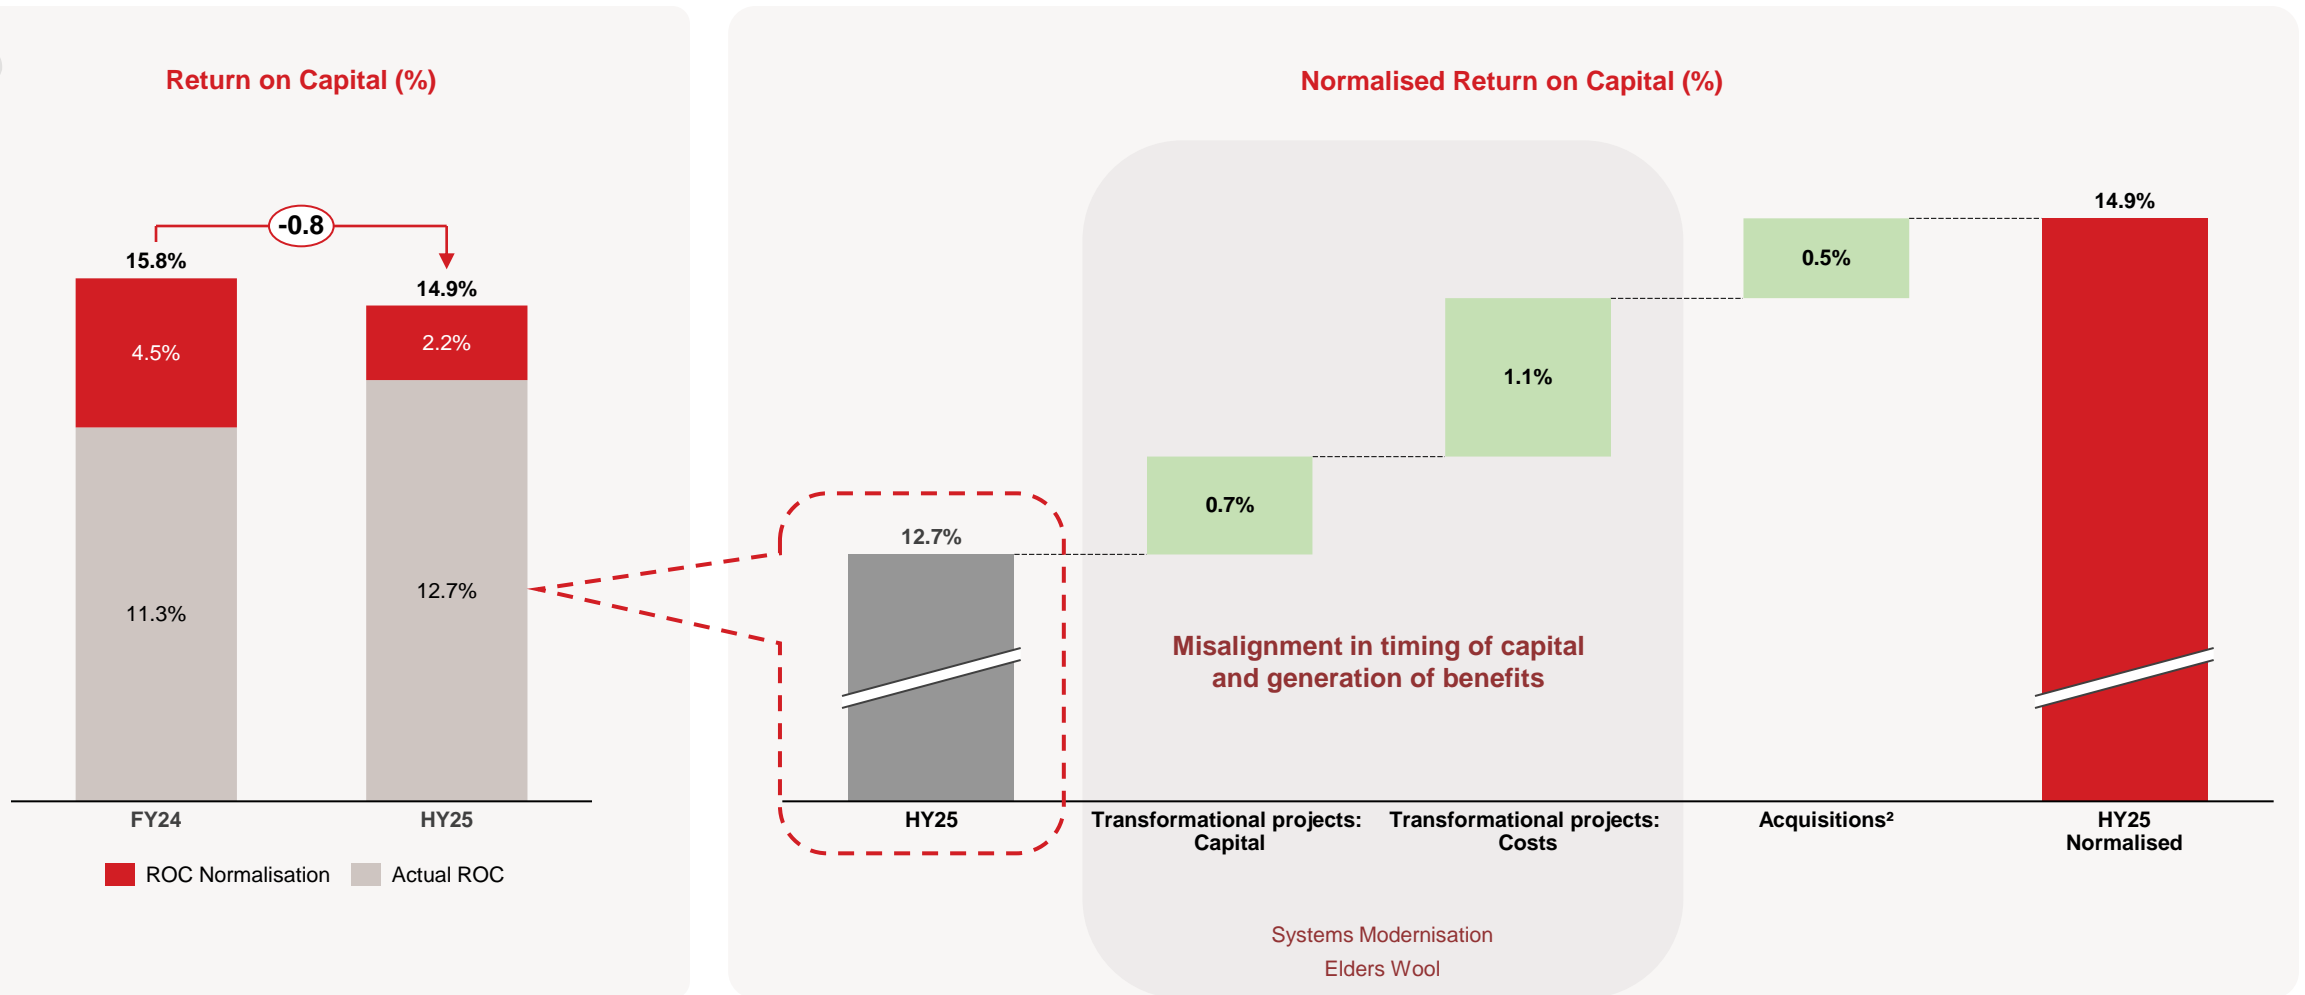 Return on Capital (%)
-0.8
15.8%
14.9%
4.5%
2.2%
11.3%
12.7%
FY24
HY25
ROC Normalisation
Actual ROC
Normalised Return on Capital (%)
14.9%
0.5%
1.1%
0.7%
12.7%
Misalignment in timing of capital
and generation of benefits
HY25
Transformational projects:
Capital
Transformational projects:
Costs
Acquisitions²
HY25
Normalised
Systems Modernisation
Elders Wool